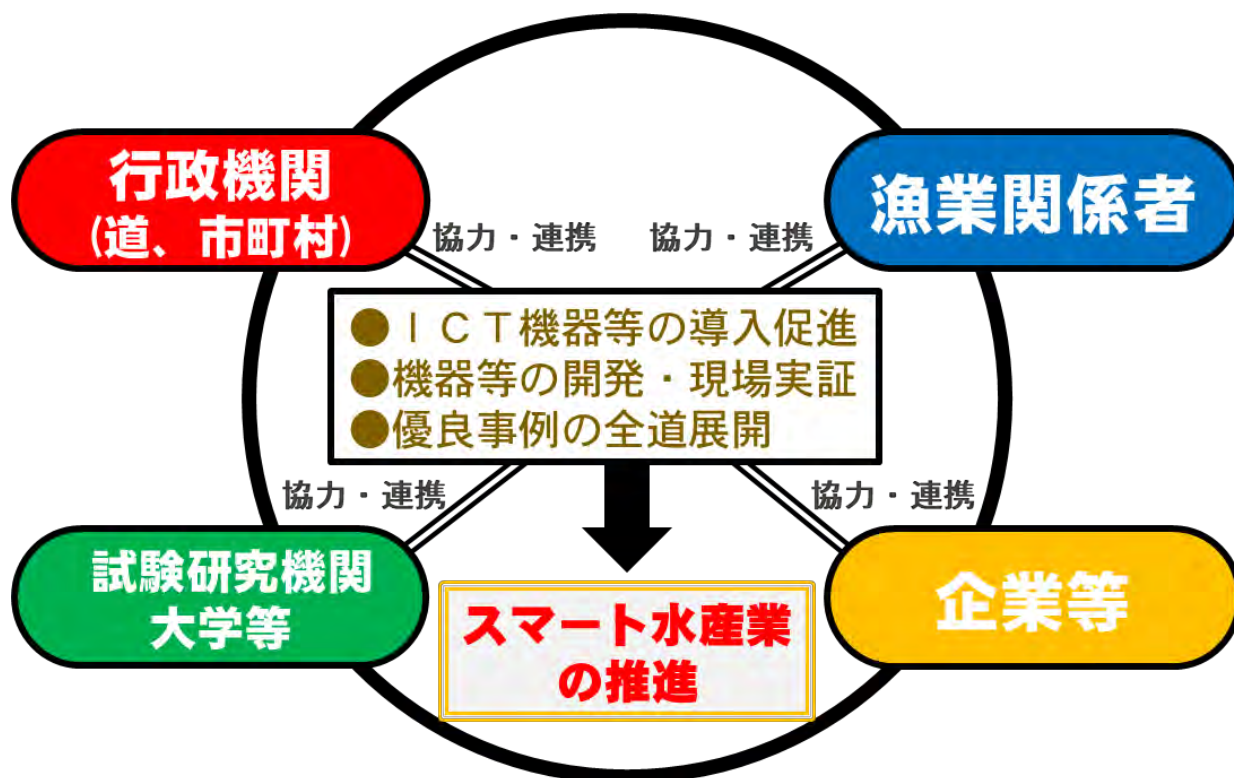 行政機関
(道、市町村)
漁業関係者
協力・連携
協力・連携
●ＩＣＴ機器等の導入促進
●機器等の開発・現場実証
●優良事例の全道展開
協力・連携
協力・連携
試験研究機関
大学等
企業等
スマート水産業
の推進